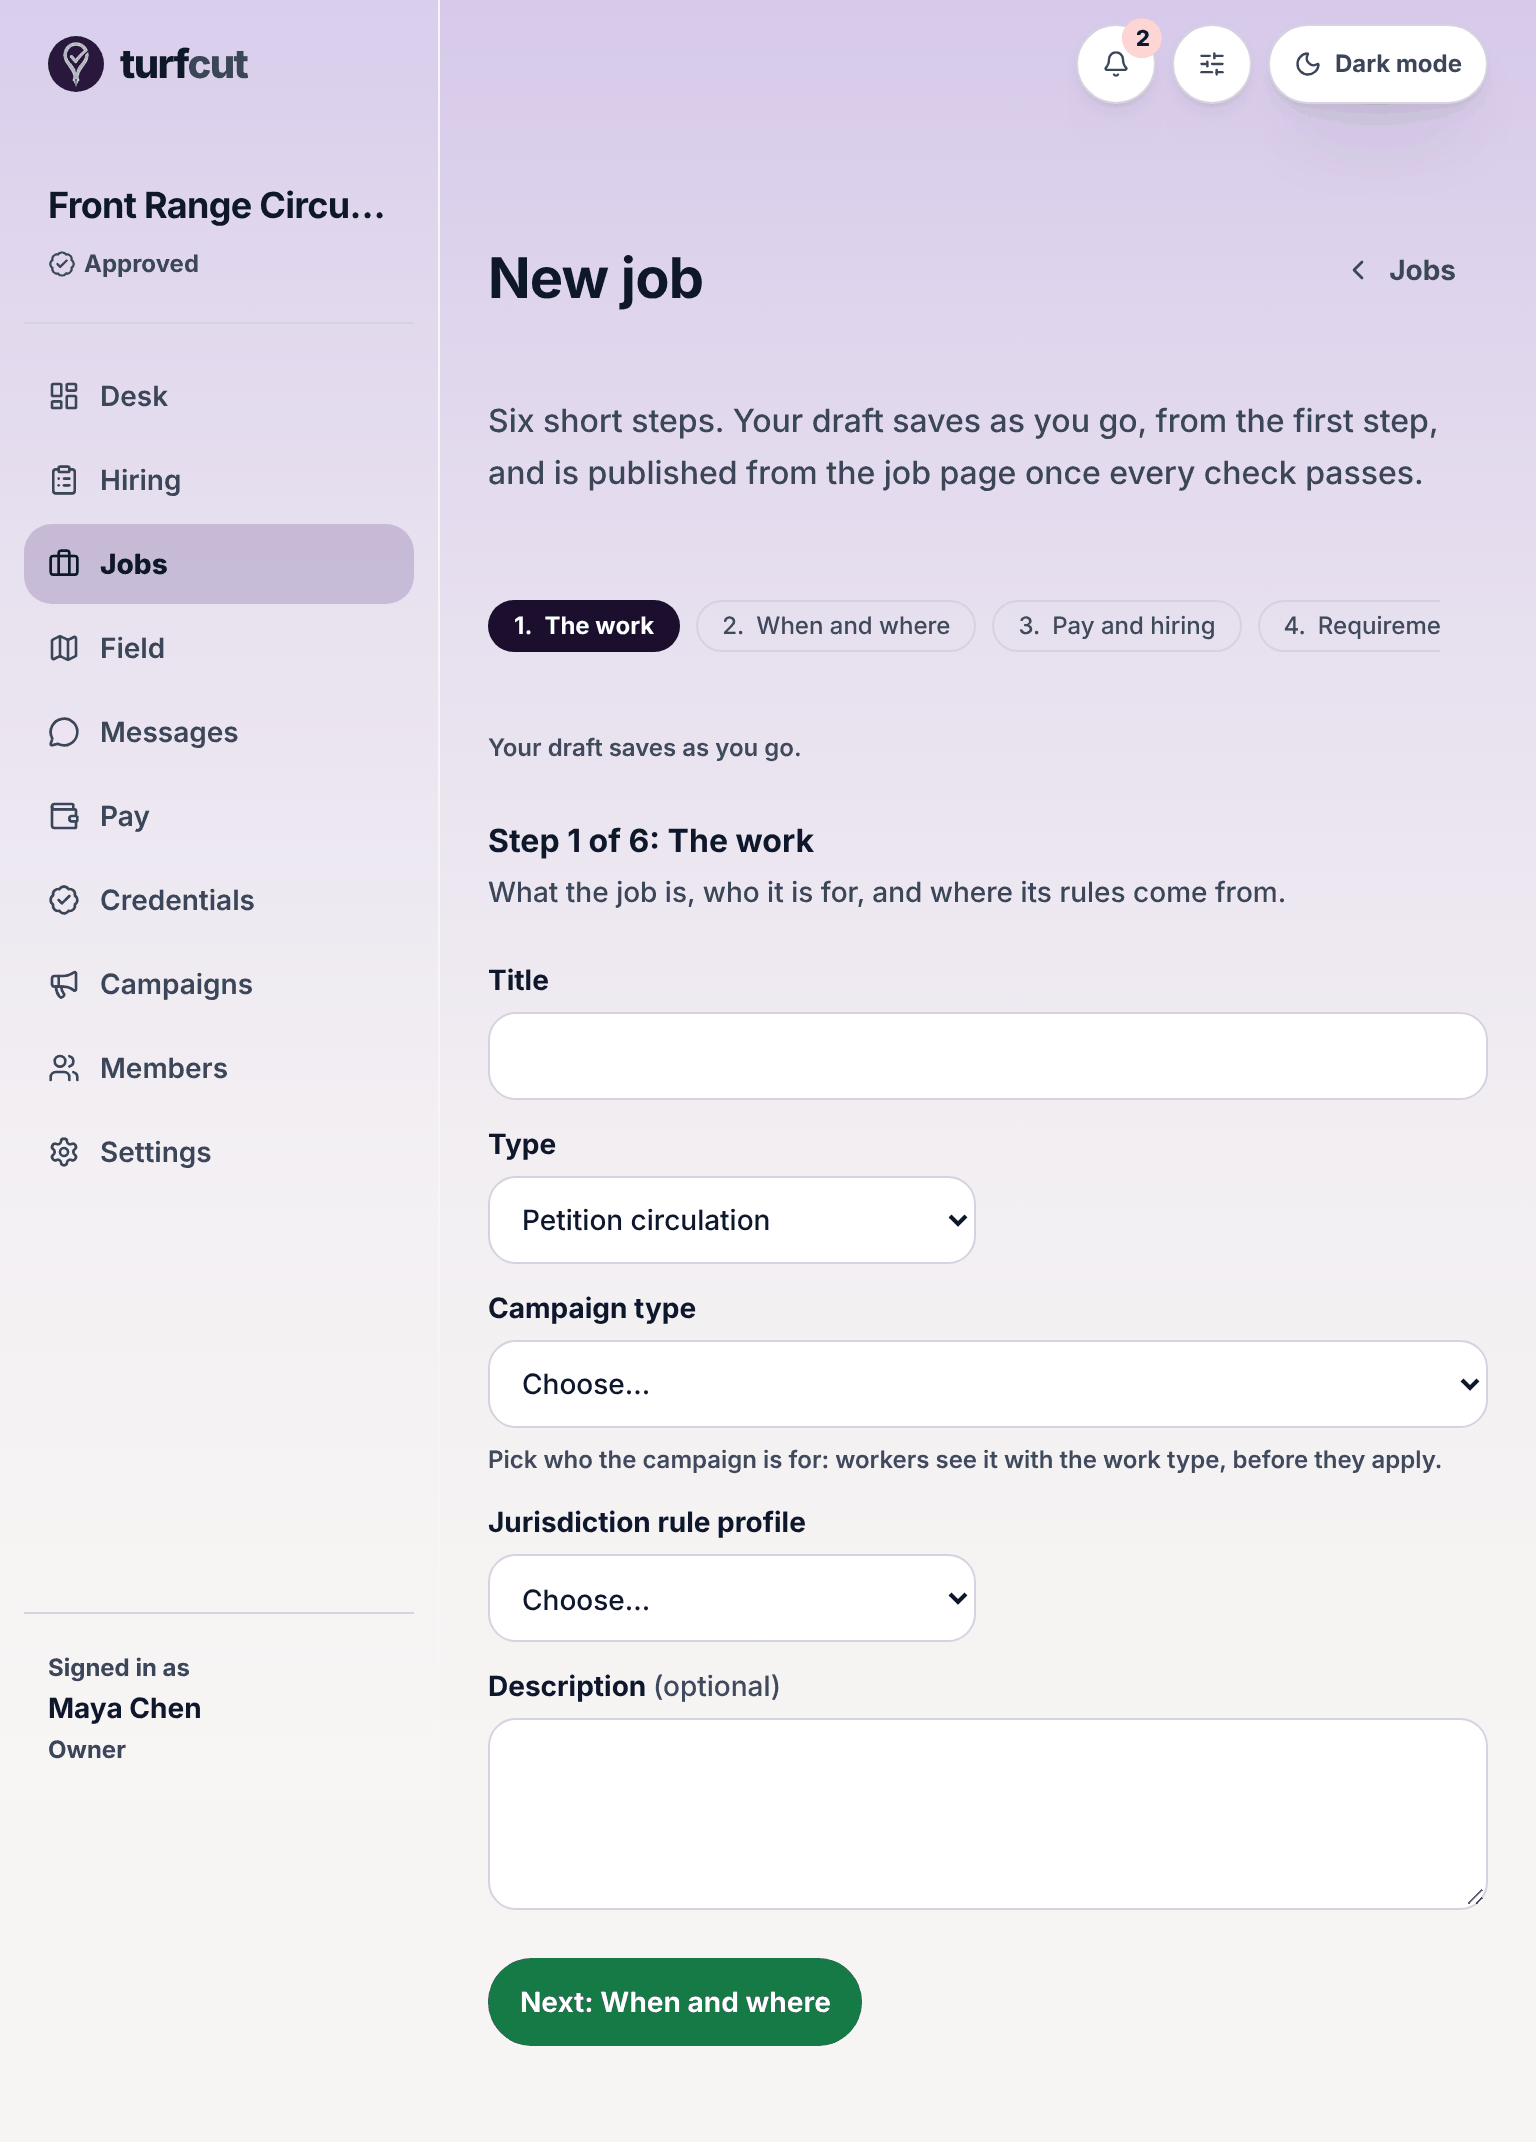 turfcut
2
Dark mode
Front Range Circu...
Approved
New job
Jobs
Six short steps. Your draft saves as you go, from the first step,
and is published from the job page once every check passes.
Desk
Hiring
Jobs
Field
Messages
Pay
Credentials
Campaigns
Members
Settings
1. The work
2. When and where
3. Pay and hiring
4. Requireme
Your draft saves as you go.
Step 1 of 6: The work
What the job is, who it is for, and where its rules come from.
Title
Type
Petition circulation
Campaign type
Choose...
Pick who the campaign is for: workers see it with the work type, before they apply.
Jurisdiction rule profile
Choose...
Description (optional)
Signed in as
Maya Chen
Owner
Next: When and where